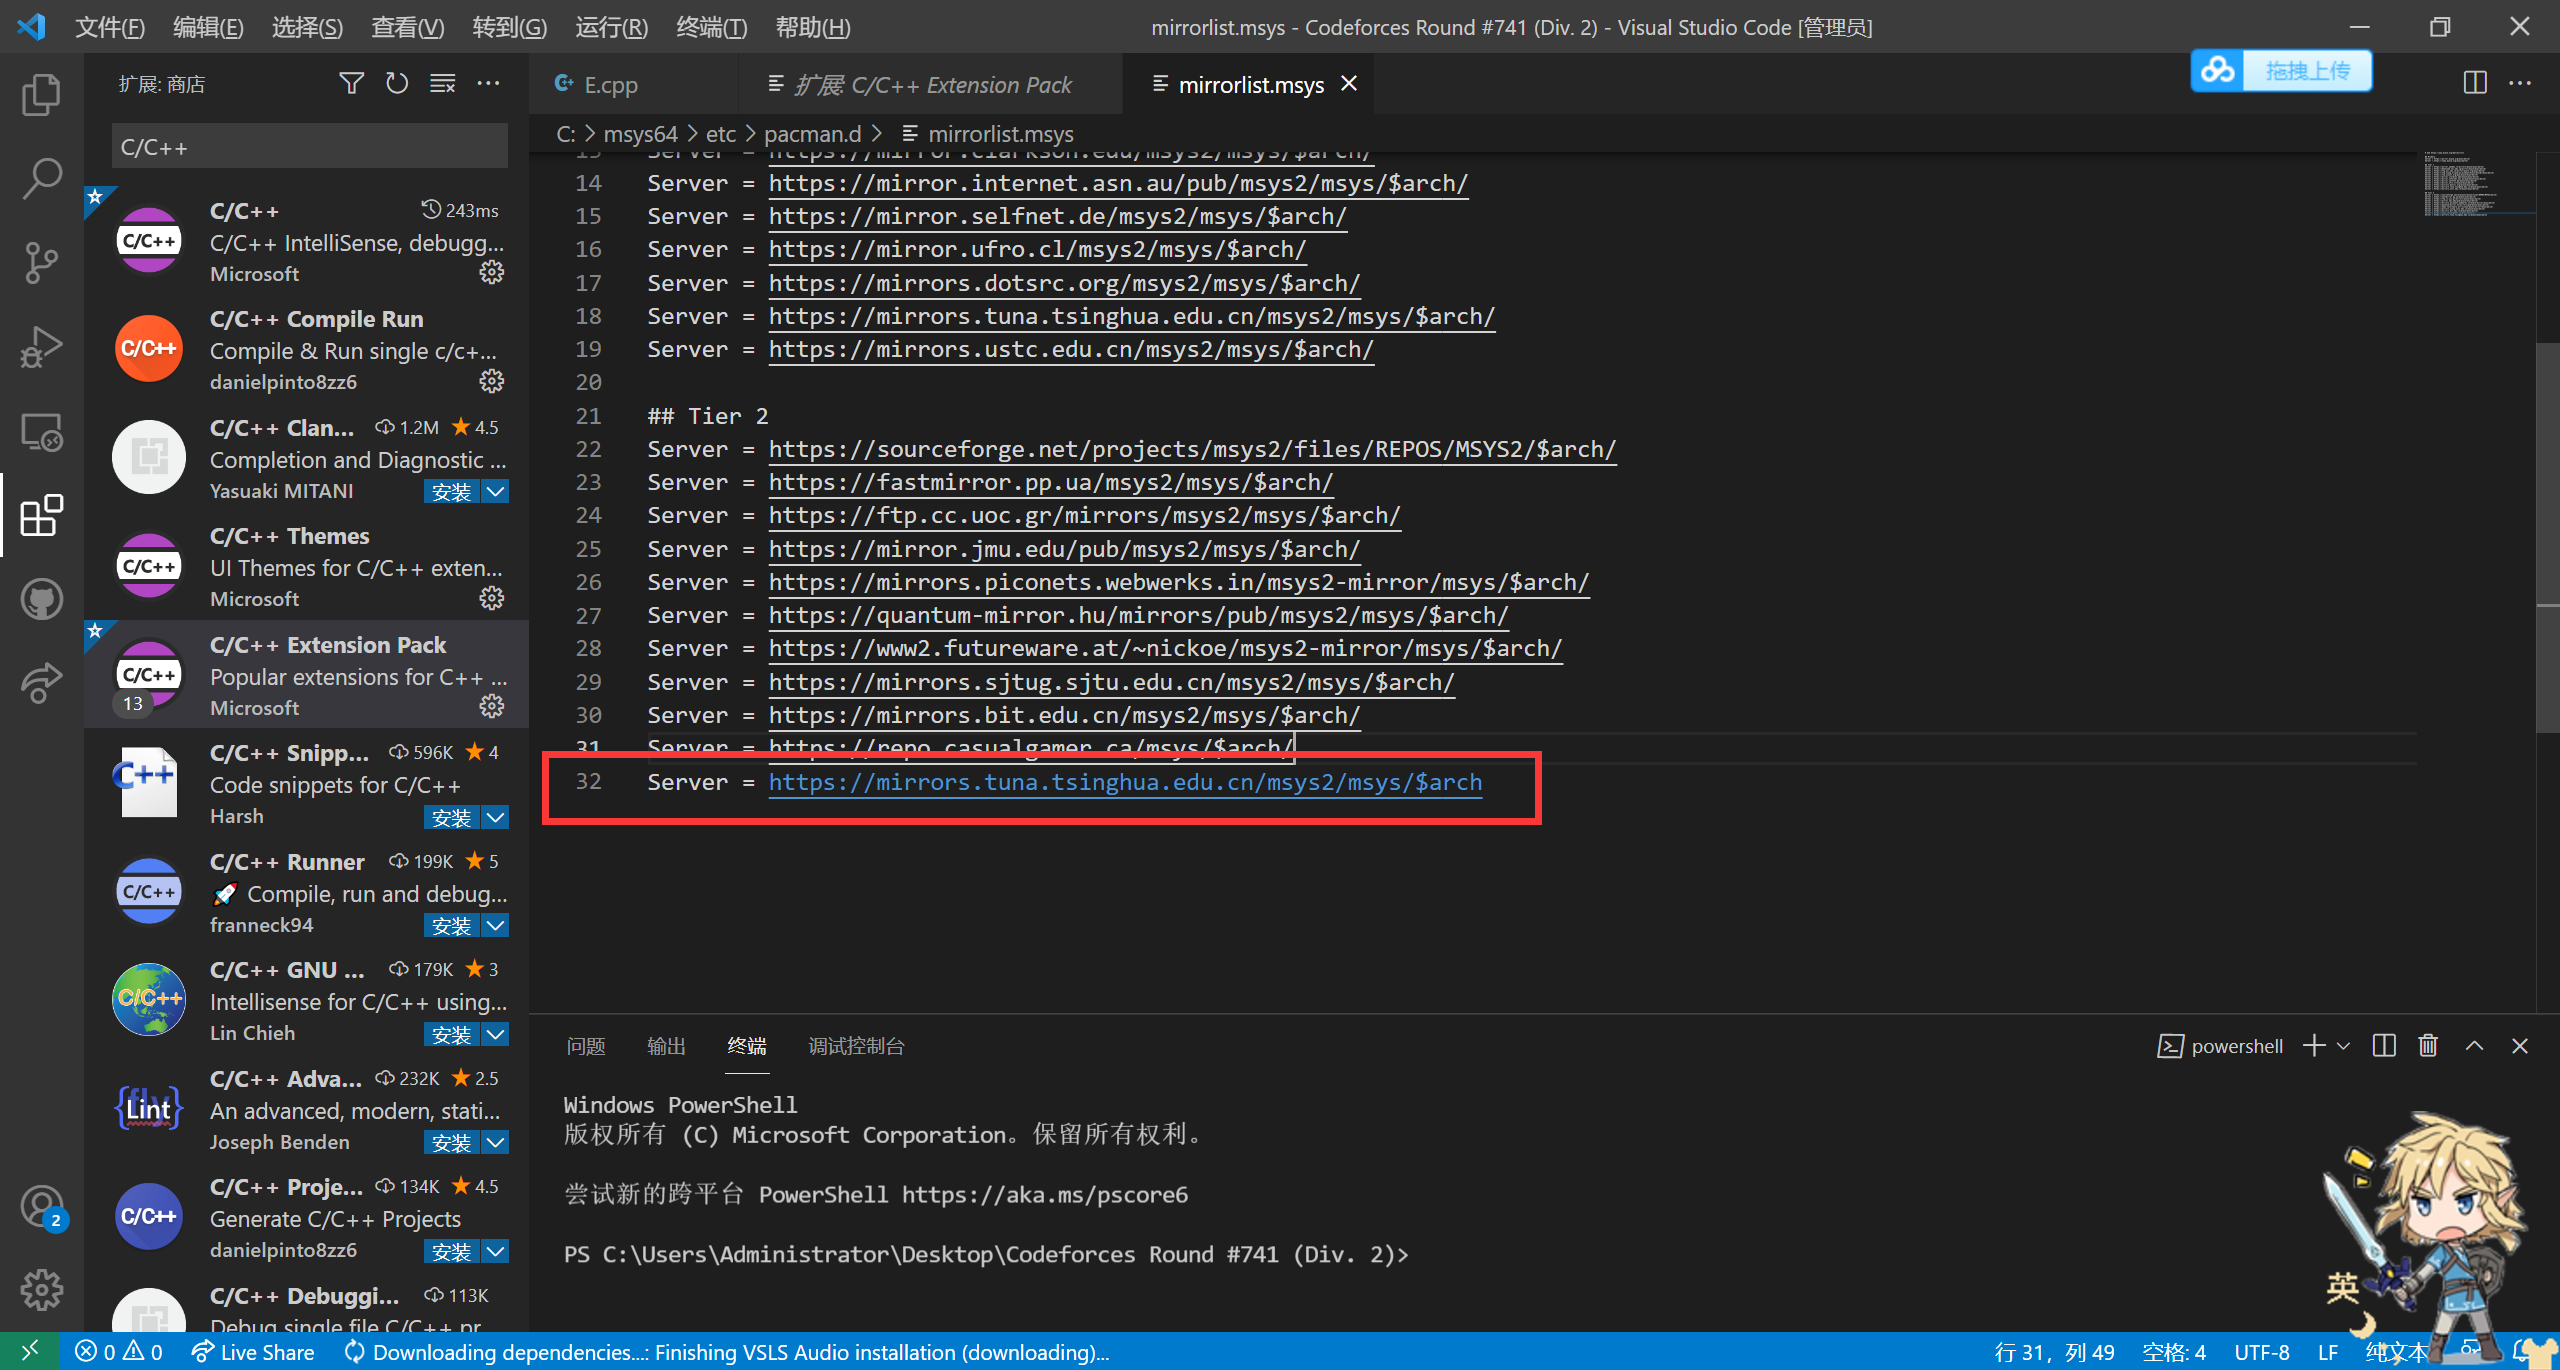 文件(F) 编辑(E) 选择(S) 查看(V) 转到(G) 运行(R) 终端(T) 帮助(H) mirrorlist.msys - Codeforces Round #741 (Div. 2) - Visual Studio Code [管理员]
扩展: 商店
E.cpp 扩展: C/C++ Extension Pack mirrorlist.msys
拖拽上传
C/C++
C: > msys64 > etc > pacman.d > mirrorlist.msys
C/C++ 243ms
C/C++ IntelliSense, debugg...
Microsoft
C/C++ Compile Run
Compile & Run single c/c+...
danielpinto8zz6
C/C++ Clan... 1.2M 4.5
Completion and Diagnostic ...
Yasuaki MITANI 安装
C/C++ Themes
UI Themes for C/C++ exten...
Microsoft
C/C++ Extension Pack
Popular extensions for C++ ...
13
Microsoft
C/C++ Snipp... 596K 4
Code snippets for C/C++
Harsh 安装
C/C++ Runner 199K 5
🚀 Compile, run and debug...
franneck94 安装
C/C++ GNU ... 179K 3
Intellisense for C/C++ using...
Lin Chieh 安装
C/C++ Adva... 232K 2.5
An advanced, modern, stati...
Joseph Benden 安装
C/C++ Proje... 134K 4.5
Generate C/C++ Projects
danielpinto8zz6 安装
C/C++ Debuggi... 113K
Debug single file C/C++ pr
C/C++
C/C++
C/C++
C/C++
C++
C/C++
C/C++
{Lint}
C/C++
2
13 Server = https://mirror.clarkson.edu/msys2/msys/$arch/
14 Server = https://mirror.internet.asn.au/pub/msys2/msys/$arch/
15 Server = https://mirror.selfnet.de/msys2/msys/$arch/
16 Server = https://mirror.ufro.cl/msys2/msys/$arch/
17 Server = https://mirrors.dotsrc.org/msys2/msys/$arch/
18 Server = https://mirrors.tuna.tsinghua.edu.cn/msys2/msys/$arch/
19 Server = https://mirrors.ustc.edu.cn/msys2/msys/$arch/
20
21 ## Tier 2
22 Server = https://sourceforge.net/projects/msys2/files/REPOS/MSYS2/$arch/
23 Server = https://fastmirror.pp.ua/msys2/msys/$arch/
24 Server = https://ftp.cc.uoc.gr/mirrors/msys2/msys/$arch/
25 Server = https://mirror.jmu.edu/pub/msys2/msys/$arch/
26 Server = https://mirrors.piconets.webwerks.in/msys2-mirror/msys/$arch/
27 Server = https://quantum-mirror.hu/mirrors/pub/msys2/msys/$arch/
28 Server = https://www2.futureware.at/~nickoe/msys2-mirror/msys/$arch/
29 Server = https://mirrors.sjtug.sjtu.edu.cn/msys2/msys/$arch/
30 Server = https://mirrors.bit.edu.cn/msys2/msys/$arch/
31 Server = https://repo.casualgamer.ca/msys/$arch/
32 Server = https://mirrors.tuna.tsinghua.edu.cn/msys2/msys/$arch
问题 输出 终端 调试控制台 powershell
Windows PowerShell
版权所有 (C) Microsoft Corporation。保留所有权利。
尝试新的跨平台 PowerShell https://aka.ms/pscore6
PS C:\Users\Administrator\Desktop\Codeforces Round #741 (Div. 2)>
英
0 0 Live Share Downloading dependencies...: Finishing VSLS Audio installation (downloading)... 行 31，列 49 空格: 4 UTF-8 LF 纯文本